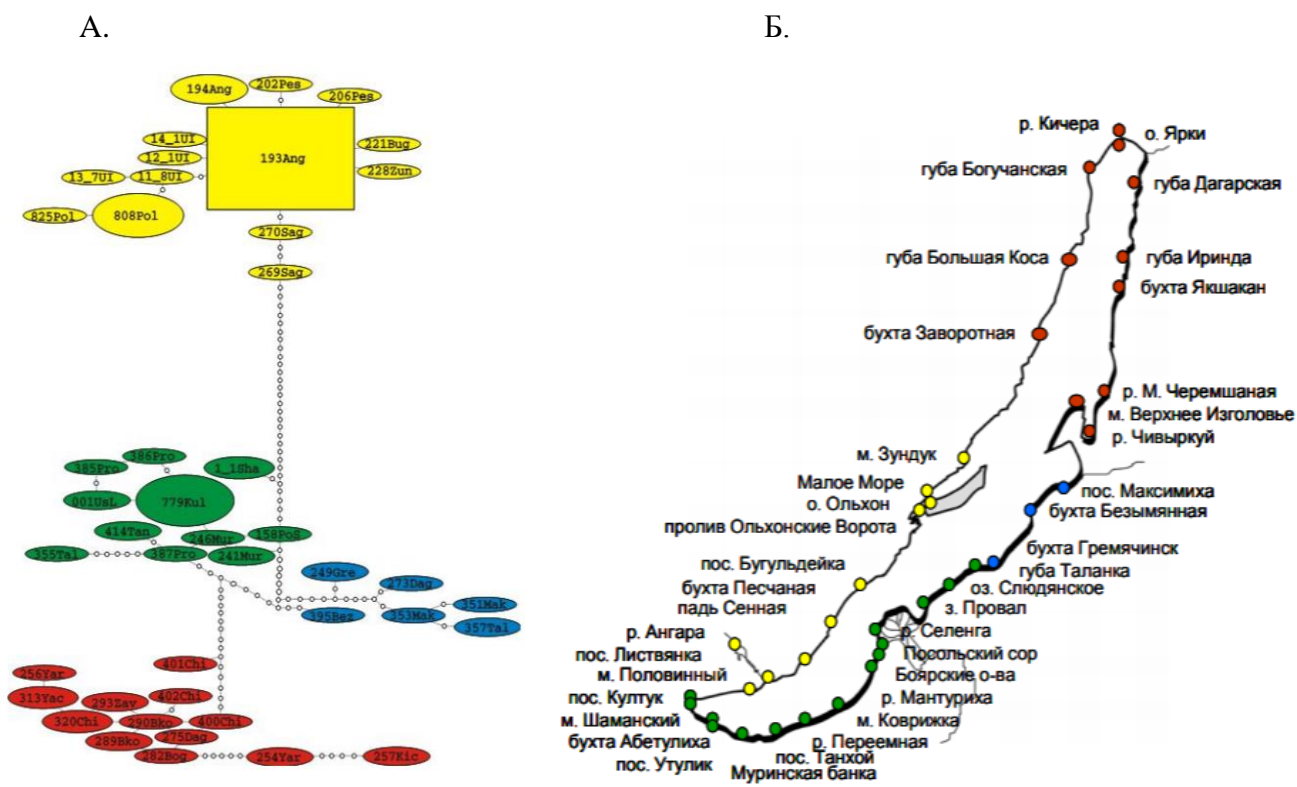 А.
Б.
194Ang
202Pes
206Pes
14_1Ul
12_1Ul
193Ang
221Bug
228Zun
13_7Ul
11_8Ul
825Pol
808Pol
270Sag
269Sag
386Pro
385Pro
1_1Sha
001UsL
779Kul
414Tan
246Mur
158Pos
355Tal
387Pro
241Mur
249Gre
273Dag
395Bez
353Mak
351Mak
357Tal
401Chi
256Yar
402Chi
313Yac
293Zav
320Chi
290Bko
400Chi
289Bko
275Dag
282Bog
254Yar
257Kic
р. Кичера
о. Ярки
губа Богучанская
губа Дагарская
губа Большая Коса
губа Иринда
бухта Якшакан
бухта Заворотная
р. М. Черемшаная
м. Верхнее Изголовье
р. Чивыркуй
м. Зундук
Малое Море
о. Ольхон
пролив Ольхонские Ворота
пос. Максимиха
бухта Безымянная
бухта Гремячинск
губа Таланка
оз. Слюдянское
з. Провал
пос. Бугульдейка
бухта Песчаная
падь Сенная
р. Селенга
р. Ангара
Посольский сор
пос. Листвянка
Боярские о-ва
м. Половинный
р. Мантуриха
пос. Култук
м. Коврижка
м. Шаманский
р. Переемная
бухта Абетулиха
пос. Танхой
пос. Утулик
Муринская банка